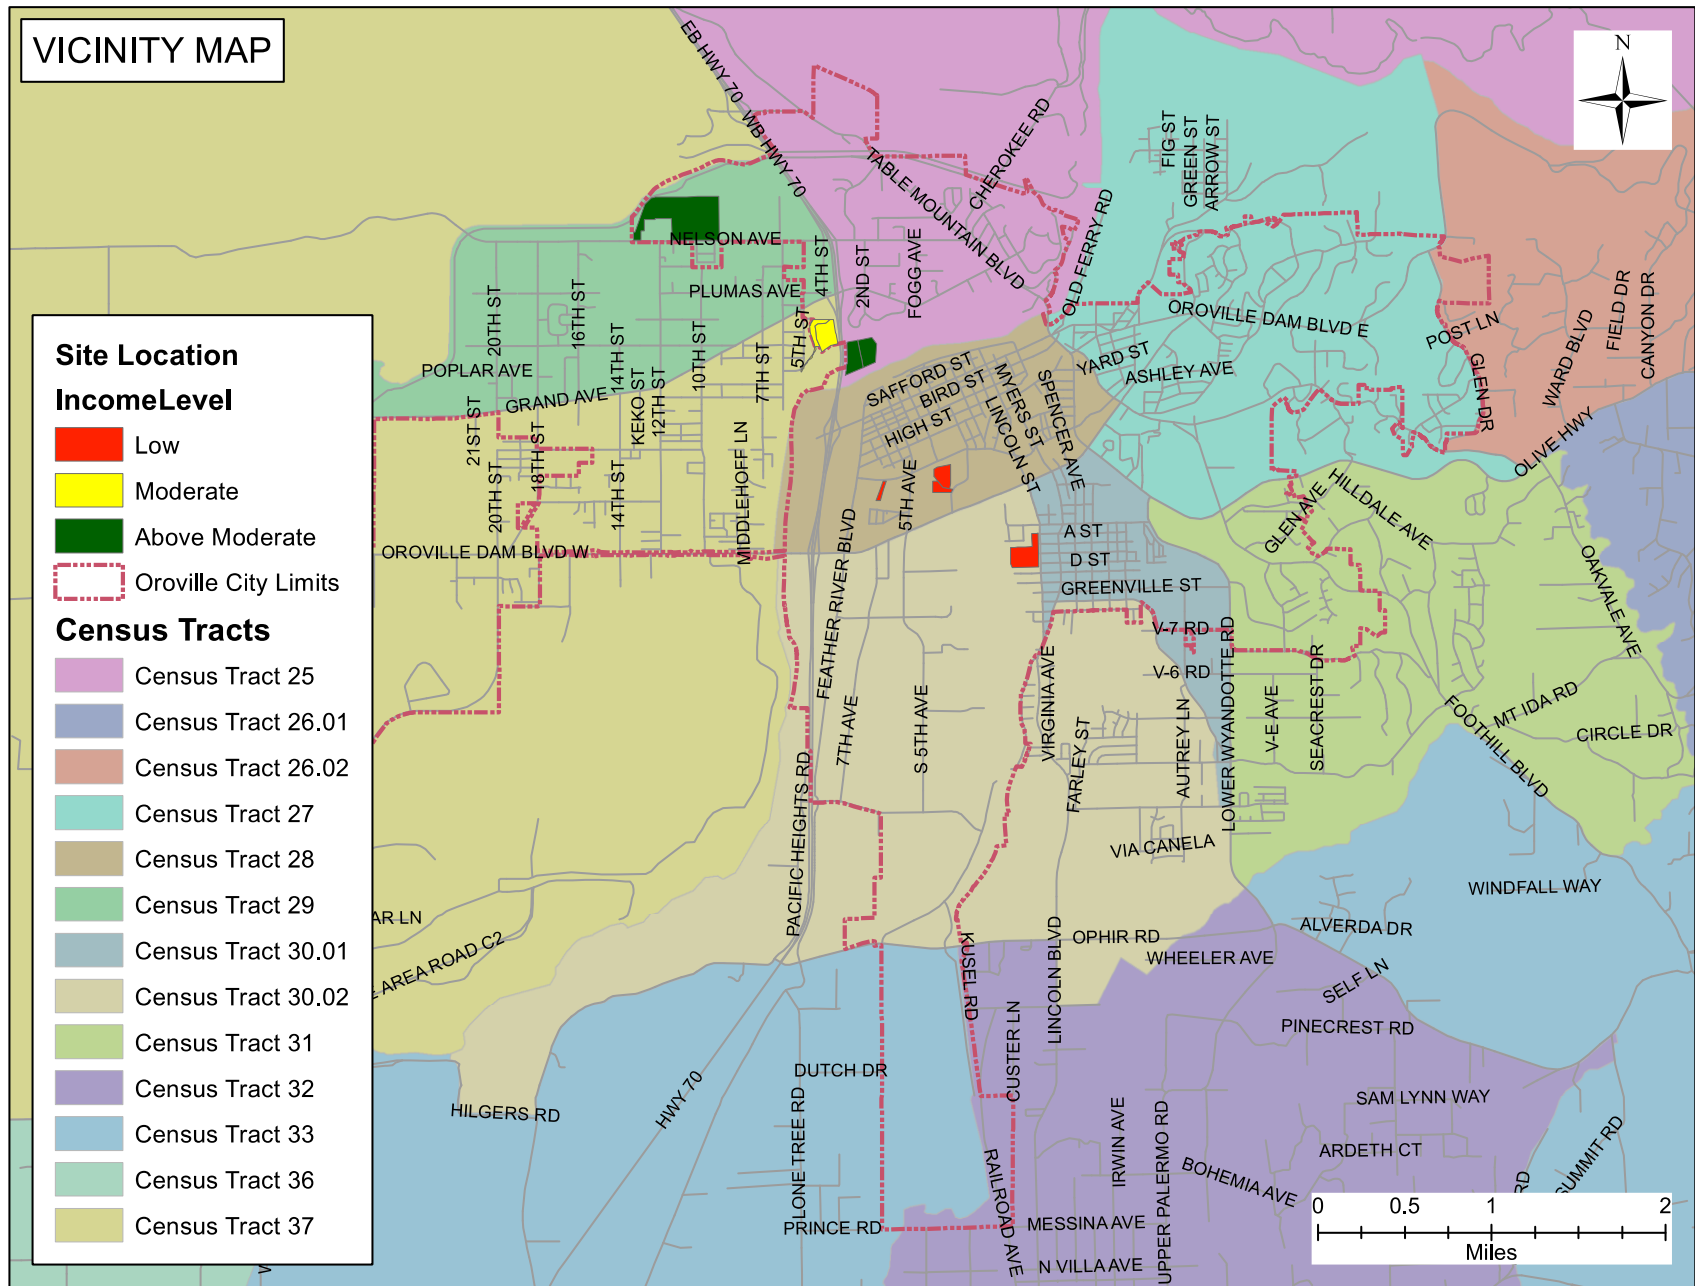 VICINITY MAP
N
EB HWY 70
WB HWY 70
TABLE MOUNTAIN BLVD
CHEROKEE RD
FIG ST
GREEN ST
ARROW ST
OLD FERRY RD
NELSON AVE
4TH ST
2ND ST
FOGG AVE
PLUMAS AVE
20TH ST
16TH ST
14TH ST
10TH ST
7TH ST
5TH ST
OROVILLE DAM BLVD E
POST LN
GLEN DR
WARD BLVD
FIELD DR
CANYON DR
POPLAR AVE
GRAND AVE
KEKO ST
12TH ST
SAFFORD ST
BIRD ST
HIGH ST
MYERS ST
LINCOLN ST
SPENCER AVE
YARD ST
ASHLEY AVE
OLIVE HWY
21ST ST
20TH ST
18TH ST
14TH ST
MIDDLEHOFF LN
5TH AVE
GLEN AVE
HILLDALE AVE
OROVILLE DAM BLVD W
A ST
D ST
GREENVILLE ST
OAKVALE AVE
FEATHER RIVER BLVD
V-7 RD
V-6 RD
LOWER WYANDOTTE RD
7TH AVE
S 5TH AVE
VIRGINIA AVE
FARLEY ST
AUTREY LN
V-E AVE
SEACREST DR
FOOTHILL BLVD
MT IDA RD
CIRCLE DR
PACIFIC HEIGHTS RD
VIA CANELA
WINDFALL WAY
AR LN
E AREA ROAD C2
KUSEL RD
LINCOLN BLVD
OPHIR RD
WHEELER AVE
ALVERDA DR
SELF LN
PINECREST RD
HILGERS RD
HWY 70
DUTCH DR
LONE TREE RD
CUSTER LN
SAM LYNN WAY
ARDETH CT
SUMMIT RD
RD
IRWIN AVE
UPPER PALERMO RD
BOHEMIA AVE
PRINCE RD
RAILROAD AVE
MESSINA AVE
N VILLA AVE
Site Location
IncomeLevel
Low
Moderate
Above Moderate
Oroville City Limits
Census Tracts
Census Tract 25
Census Tract 26.01
Census Tract 26.02
Census Tract 27
Census Tract 28
Census Tract 29
Census Tract 30.01
Census Tract 30.02
Census Tract 31
Census Tract 32
Census Tract 33
Census Tract 36
Census Tract 37
0 0.5 1 2
Miles